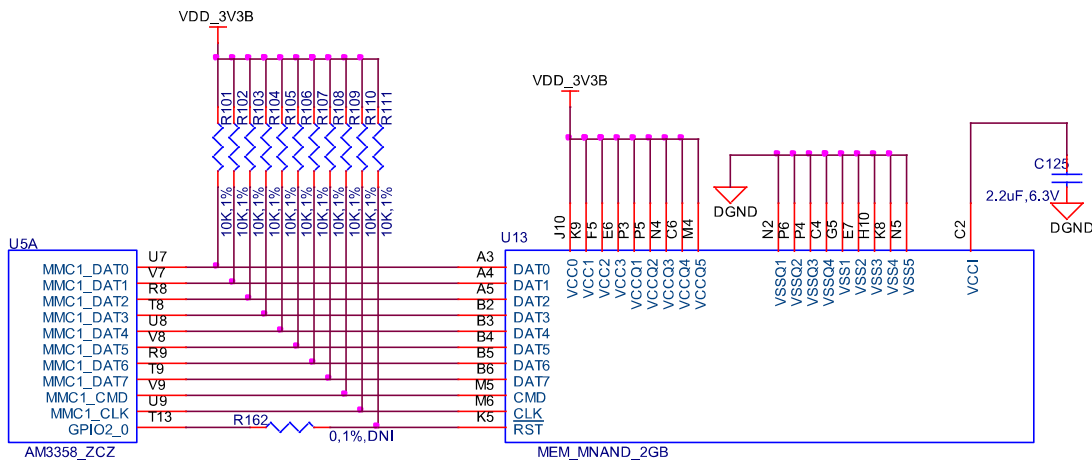 VDD_3V3B
R101
R102
R103
R104
R105
R106
R107
R108
R109
R110
R111
10K,1%
10K,1%
10K,1%
10K,1%
10K,1%
10K,1%
10K,1%
10K,1%
10K,1%
10K,1%
10K,1%
VDD_3V3B
DGND
C125
2.2uF,6.3V
DGND
U5A
MMC1_DAT0
MMC1_DAT1
MMC1_DAT2
MMC1_DAT3
MMC1_DAT4
MMC1_DAT5
MMC1_DAT6
MMC1_DAT7
MMC1_CMD
MMC1_CLK
GPIO2_0
U7
V7
R8
T8
U8
V8
R9
T9
V9
U9
T13
AM3358_ZCZ
R162
0,1%,DNI
U13
A3
A4
A5
B2
B3
B4
B5
B6
M5
M6
K5
DAT0
DAT1
DAT2
DAT3
DAT4
DAT5
DAT6
DAT7
CMD
CLK
RST
J10
K9
F5
E6
P3
P5
N4
C6
M4
VCC0
VCC1
VCC2
VCC3
VCCQ1
VCCQ2
VCCQ3
VCCQ4
VCCQ5
N2
P6
P4
C4
G5
E7
H10
K8
N5
VSSQ1
VSSQ2
VSSQ3
VSSQ4
VSS1
VSS2
VSS3
VSS4
VSS5
C2
VCCI
MEM_MNAND_2GB